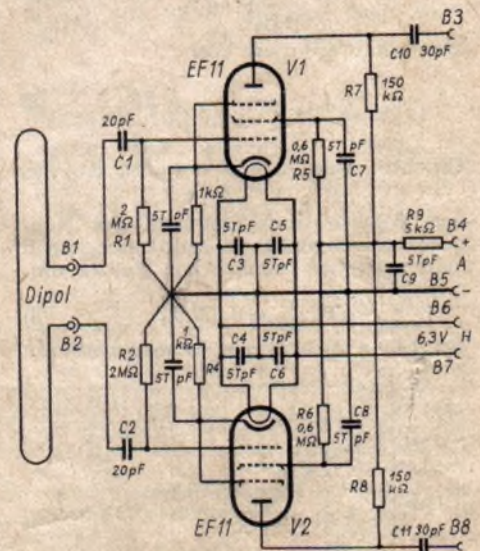 B3
C10 30pF
EF11 V1
R7 150 kΩ
20pF
C1
0,6 MΩ R5
5T pF C7
1kΩ
2 MΩ R1
5T pF
5TpF C3
C5 5TpF
R9 5kΩ
B4 +
A
5TpF C9
B5 -
B1
Dipol
B2
B6
6,3V H
B7
C4 5TpF
5TpF C6
R2 2MΩ
5T pF
1 kΩ R4
R6 0,6 MΩ
C8 5T pF
C2
20pF
R8 150 kΩ
EF11 V2
C11 30pF B8